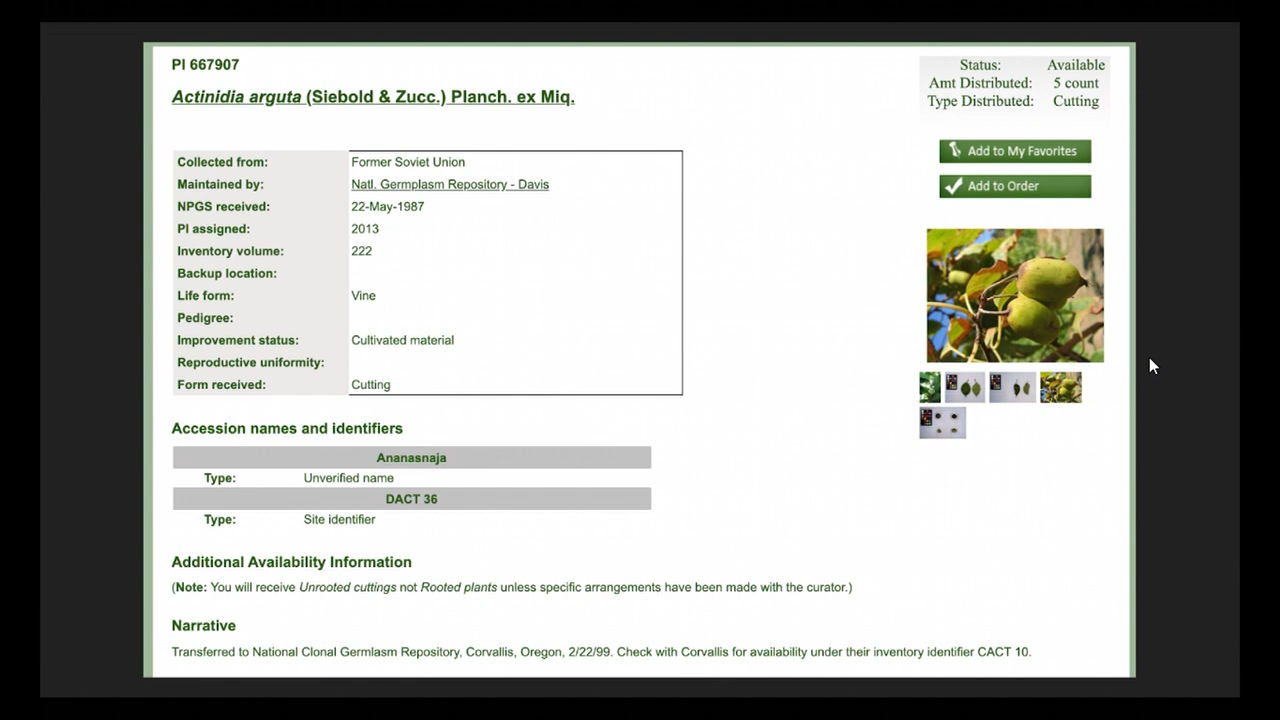 PI 667907
Actinidia arguta (Siebold & Zucc.) Planch. ex Miq.
Status: Available
Amt Distributed: 5 count
Type Distributed: Cutting
Add to My Favorites
Add to Order
Collected from: Former Soviet Union
Maintained by: Natl. Germplasm Repository - Davis
NPGS received: 22-May-1987
PI assigned: 2013
Inventory volume: 222
Backup location:
Life form: Vine
Pedigree:
Improvement status: Cultivated material
Reproductive uniformity:
Form received: Cutting
Accession names and identifiers
Ananasnaja
Type: Unverified name
DACT 36
Type: Site identifier
Additional Availability Information
(Note: You will receive Unrooted cuttings not Rooted plants unless specific arrangements have been made with the curator.)
Narrative
Transferred to National Clonal Germlasm Repository, Corvallis, Oregon, 2/22/99. Check with Corvallis for availability under their inventory identifier CACT 10.